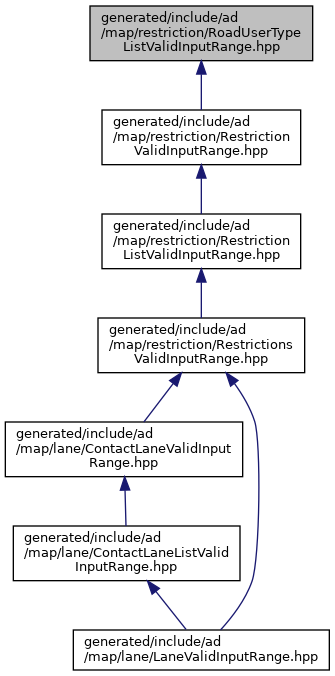 generated/include/ad
/map/restriction/RoadUserType
ListValidInputRange.hpp
generated/include/ad
/map/restriction/Restriction
ValidInputRange.hpp
generated/include/ad
/map/restriction/Restriction
ListValidInputRange.hpp
generated/include/ad
/map/restriction/Restrictions
ValidInputRange.hpp
generated/include/ad
/map/lane/ContactLaneValidInput
Range.hpp
generated/include/ad
/map/lane/ContactLaneListValid
InputRange.hpp
generated/include/ad
/map/lane/LaneValidInputRange.hpp